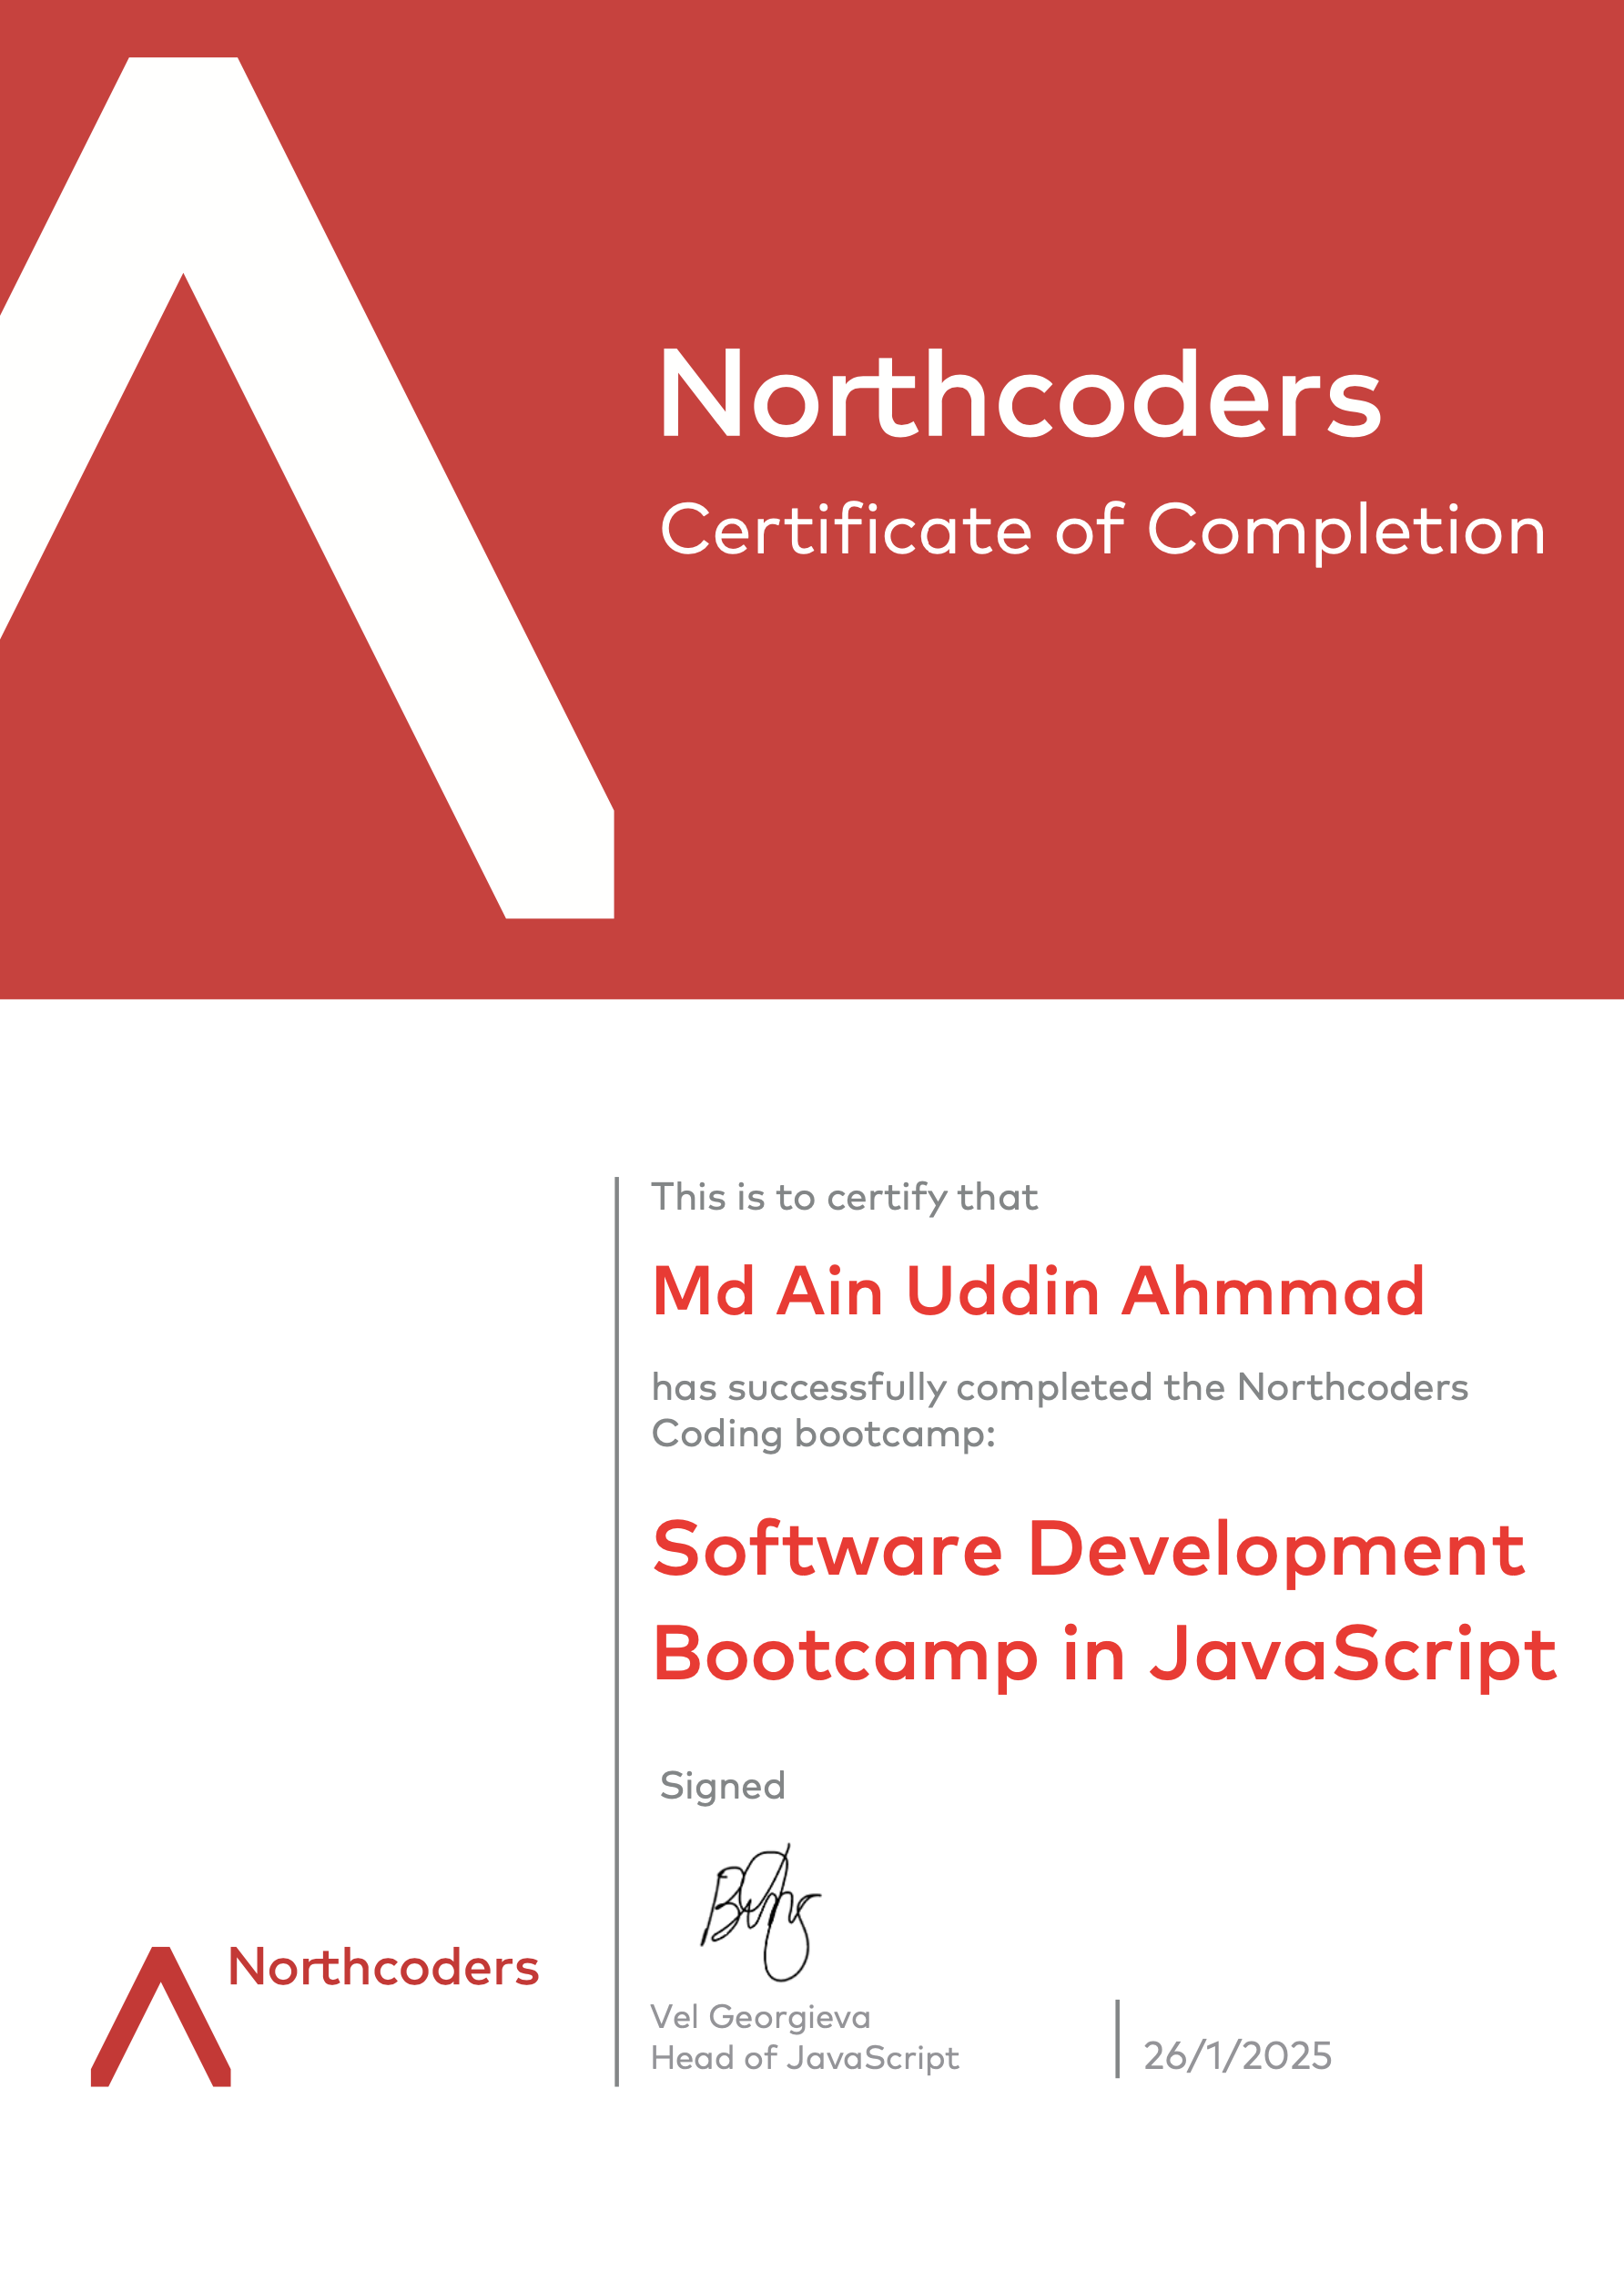 Northcoders
Certificate of Completion
This is to certify that
Md Ain Uddin Ahmmad
has successfully completed the Northcoders
Coding bootcamp:
Software Development
Bootcamp in JavaScript
Signed
Northcoders
Vel Georgieva
Head of JavaScript
26/1/2025